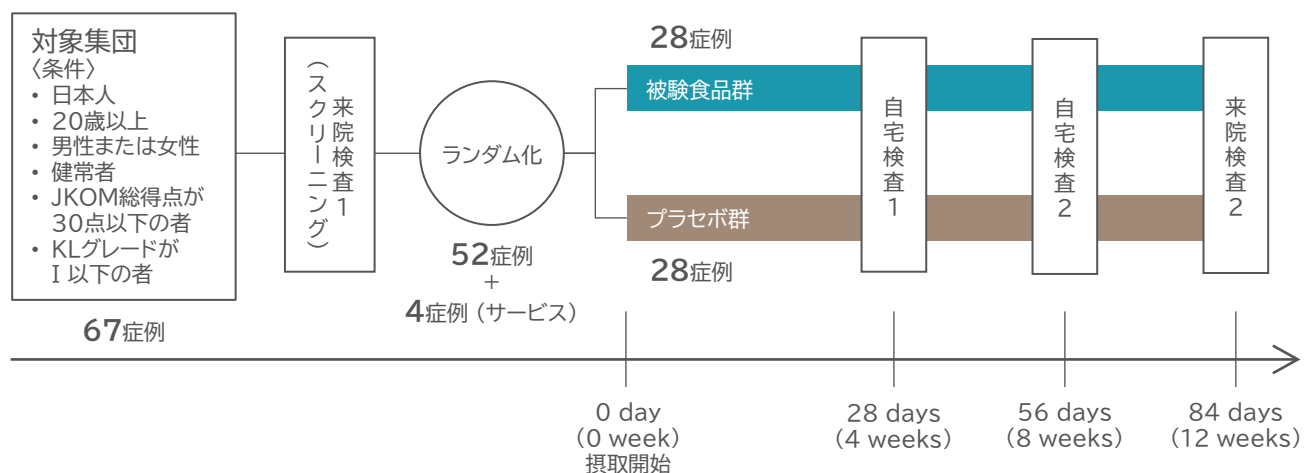 対象集団
〈条件〉
• 日本人
• 20歳以上
• 男性または女性
• 健常者
• JKOM総得点が
30点以下の者
• KLグレードが
I 以下の者
67症例
来院検査1
(スクリーニング)
ランダム化
52症例
+
4症例 (サービス)
28症例
被験食品群
プラセボ群
28症例
自宅検査1
自宅検査2
来院検査2
0 day
(0 week)
摂取開始
28 days
(4 weeks)
56 days
(8 weeks)
84 days
(12 weeks)